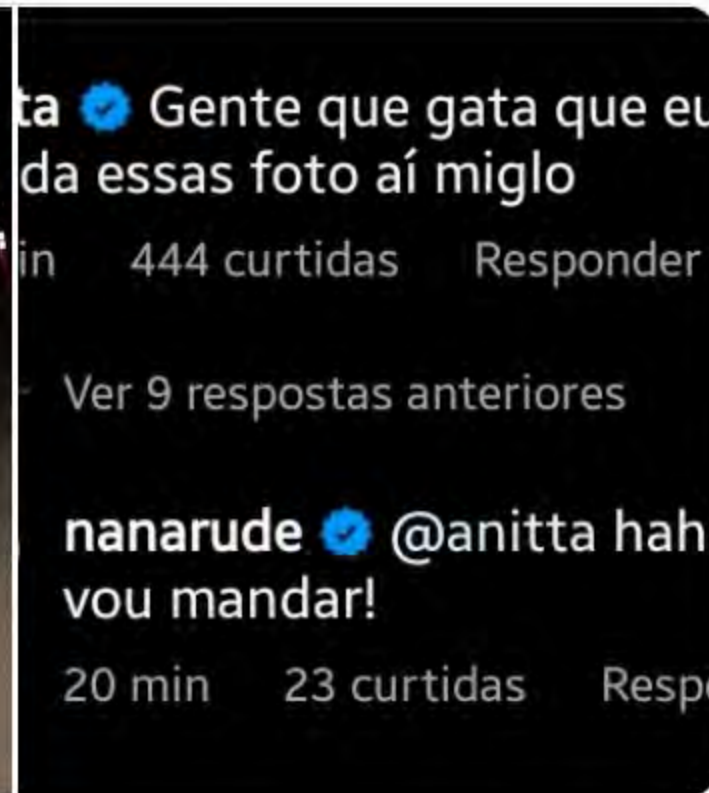 ta Gente que gata que eu
da essas foto aí miglo
in 444 curtidas Responder
Ver 9 respostas anteriores
nanarude @anitta hah
vou mandar!
20 min 23 curtidas Resp